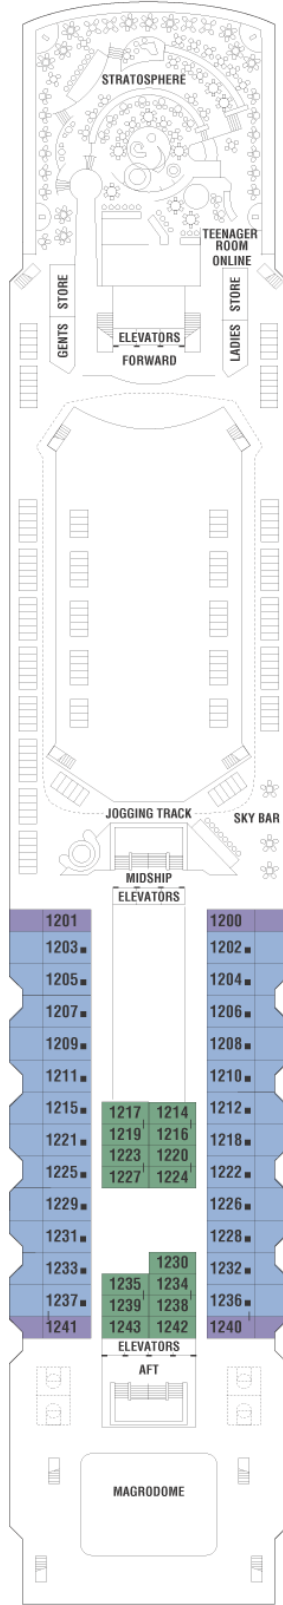 STRATOSPHERE
TEENAGER
ROOM
ONLINE
STORE
STORE
GENTS
ELEVATORS
LADIES
FORWARD
JOGGING TRACK
SKY BAR
MIDSHIP
ELEVATORS
1201
1200
1203
1202
1205
1204
1207
1206
1209
1208
1211
1210
1215
1217 1214
1212
1221
1219 1216
1218
1223 1220
1225
1227 1224
1222
1229
1226
1231
1228
1230
1233
1232
1235 1234
1237
1239 1238
1236
1241
1243 1242
1240
ELEVATORS
AFT
MAGRODOME